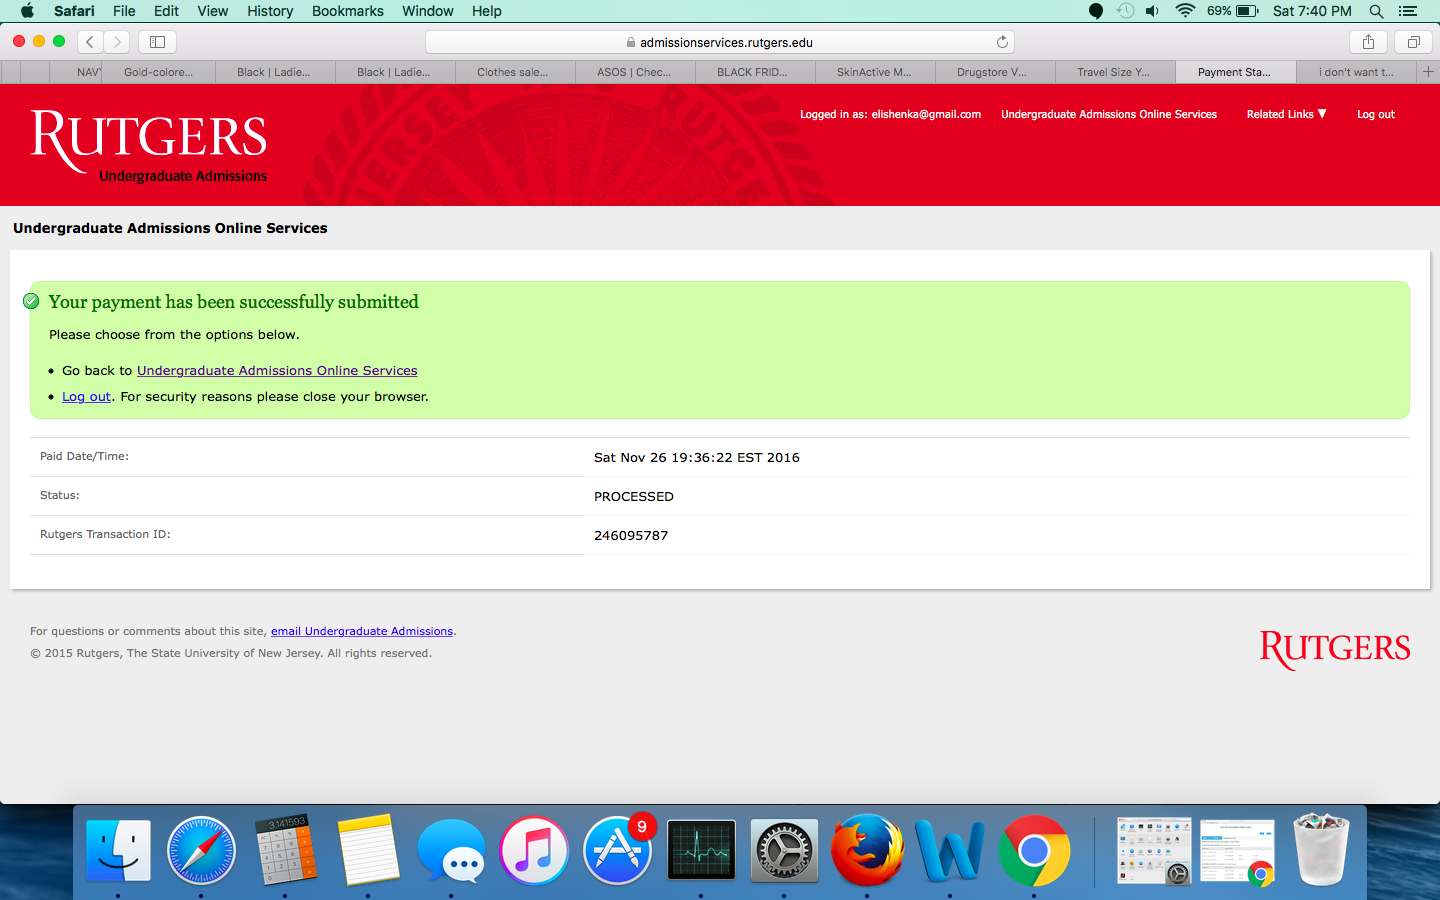 Safari File Edit View History Bookmarks Window Help 69% Sat 7:40 PM
admissionservices.rutgers.edu
NAVY Gold-colore... Black | Ladie... Black | Ladie... Clothes sale... ASOS | Chec... BLACK FRID... SkinActive M... Drugstore V... Travel Size Y... Payment Sta... i don't want t...
RUTGERS
Undergraduate Admissions
Logged in as: elishenka@gmail.com Undergraduate Admissions Online Services Related Links ▼ Log out
Undergraduate Admissions Online Services
Your payment has been successfully submitted
Please choose from the options below.
• Go back to Undergraduate Admissions Online Services
• Log out. For security reasons please close your browser.
Paid Date/Time: Sat Nov 26 19:36:22 EST 2016
Status: PROCESSED
Rutgers Transaction ID: 246095787
For questions or comments about this site, email Undergraduate Admissions.
© 2015 Rutgers, The State University of New Jersey. All rights reserved.
RUTGERS
3.141593
9